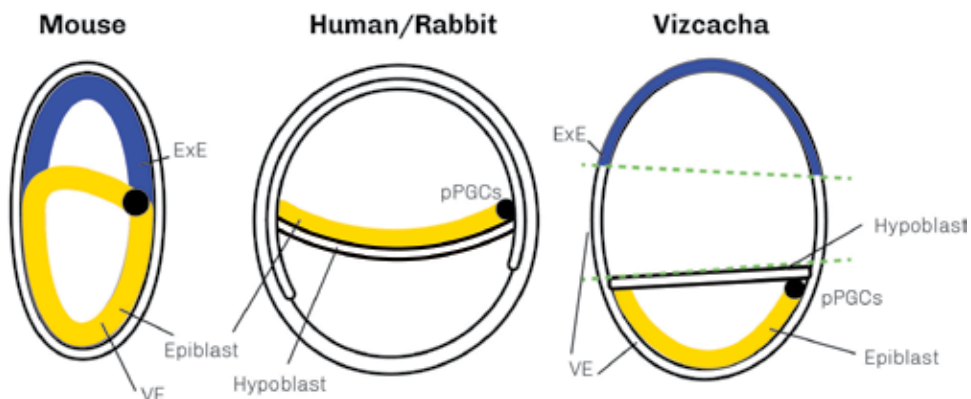 Mouse
Human/Rabbit
Vizcacha
ExE
Epiblast
VE
pPGCs
Hypoblast
ExE
Hypoblast
pPGCs
Epiblast
VE